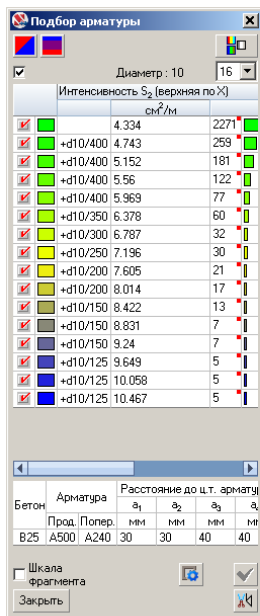 Подбор арматуры
Диаметр : 10 16
Интенсивность S2 (верхняя по X)
см²/м
4.334 2271
+d10/400 4.743 259
+d10/400 5.152 181
+d10/400 5.56 122
+d10/400 5.969 77
+d10/350 6.378 60
+d10/300 6.787 32
+d10/250 7.196 30
+d10/200 7.605 21
+d10/200 8.014 17
+d10/150 8.422 13
+d10/150 8.831 7
+d10/150 9.24 7
+d10/125 9.649 5
+d10/125 10.058 5
+d10/125 10.467 5
Бетон Арматура Расстояние до ц.т. армату
Прод. Попер. a1 a2 a3 a
мм мм мм м
B25 A500 A240 30 30 40 40
Шкала
фрагмента
Закрыть